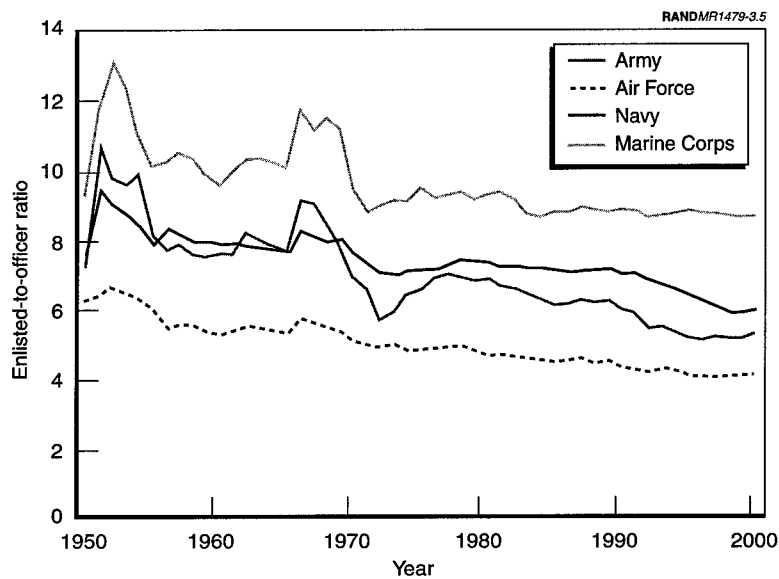 RANDMR1479-3.5
14
12
10
8
6
4
2
0
Enlisted-to-officer ratio
Army
Air Force
Navy
Marine Corps
1950
1960
1970
1980
1990
2000
Year